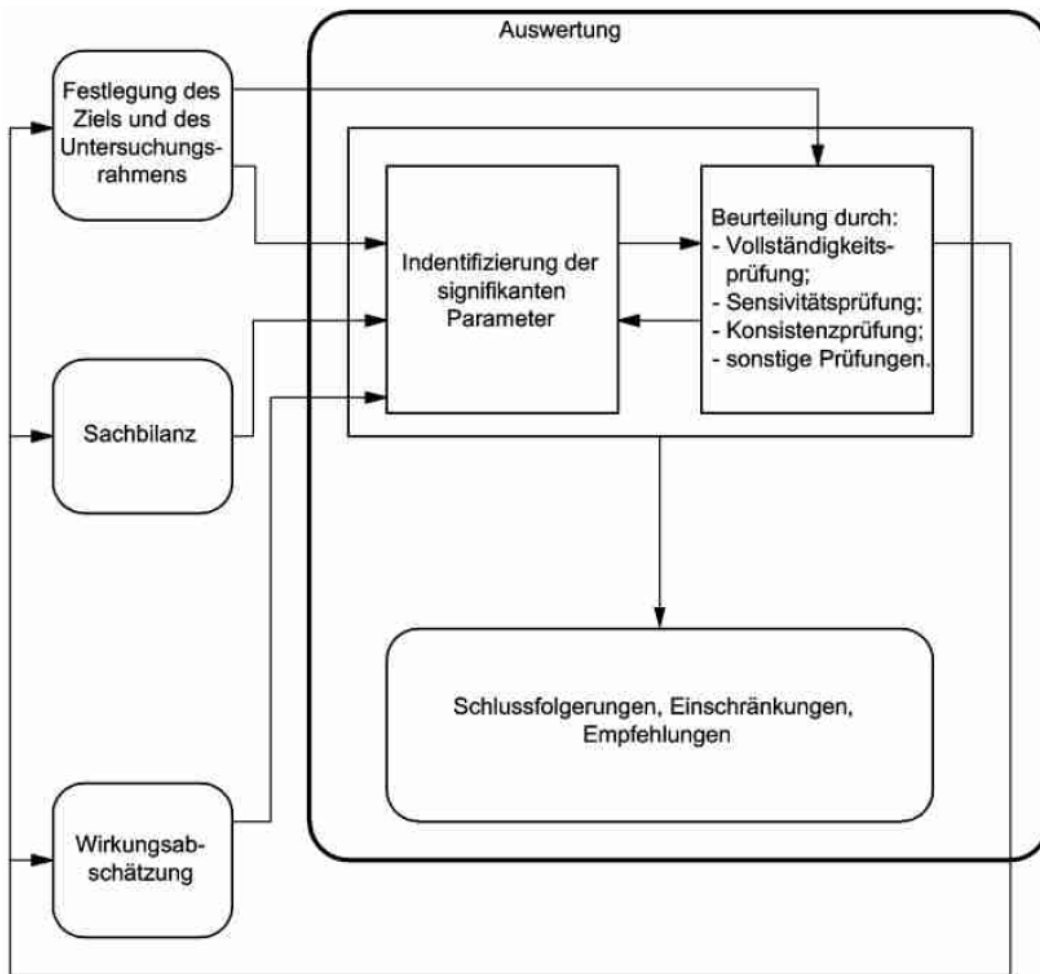 Auswertung
Festlegung des
Ziels und des
Untersuchungs-
rahmens
Indentifizierung der
signifikanten
Parameter
Beurteilung durch:
- Vollständigkeits-
prüfung;
- Sensivitätsprüfung;
- Konsistenzprüfung;
- sonstige Prüfungen.
Sachbilanz
Schlussfolgerungen, Einschränkungen,
Empfehlungen
Wirkungsab-
schätzung